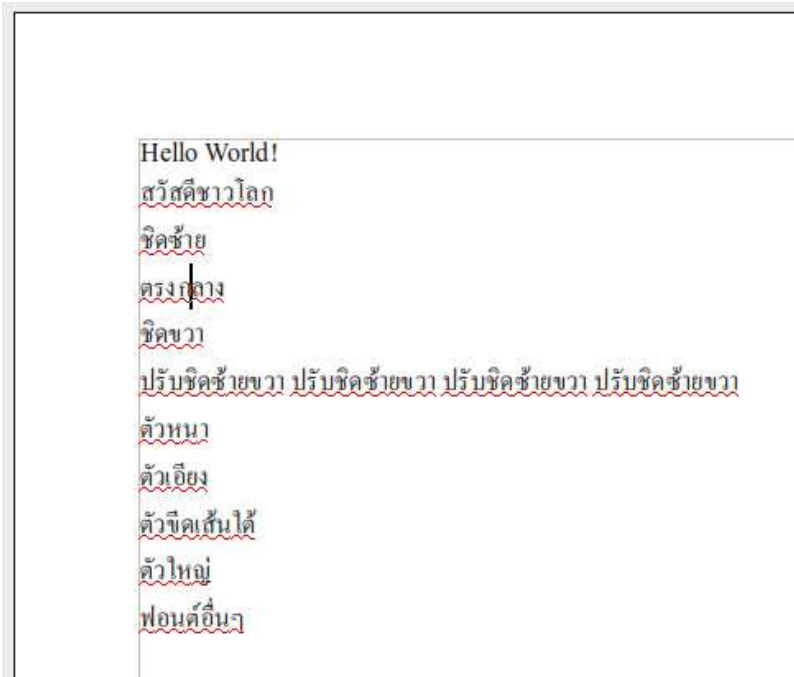 Hello World!
สวัสดีชาวโลก
ชิดซ้าย
ตรงกลาง
ชิดขวา
ปรับชิดซ้ายขวา ปรับชิดซ้ายขวา ปรับชิดซ้ายขวา ปรับชิดซ้ายขวา
ตัวหนา
ตัวเอียง
ตัวขีดเส้นใต้
ตัวใหญ่
ฟอนต์อื่นๆ